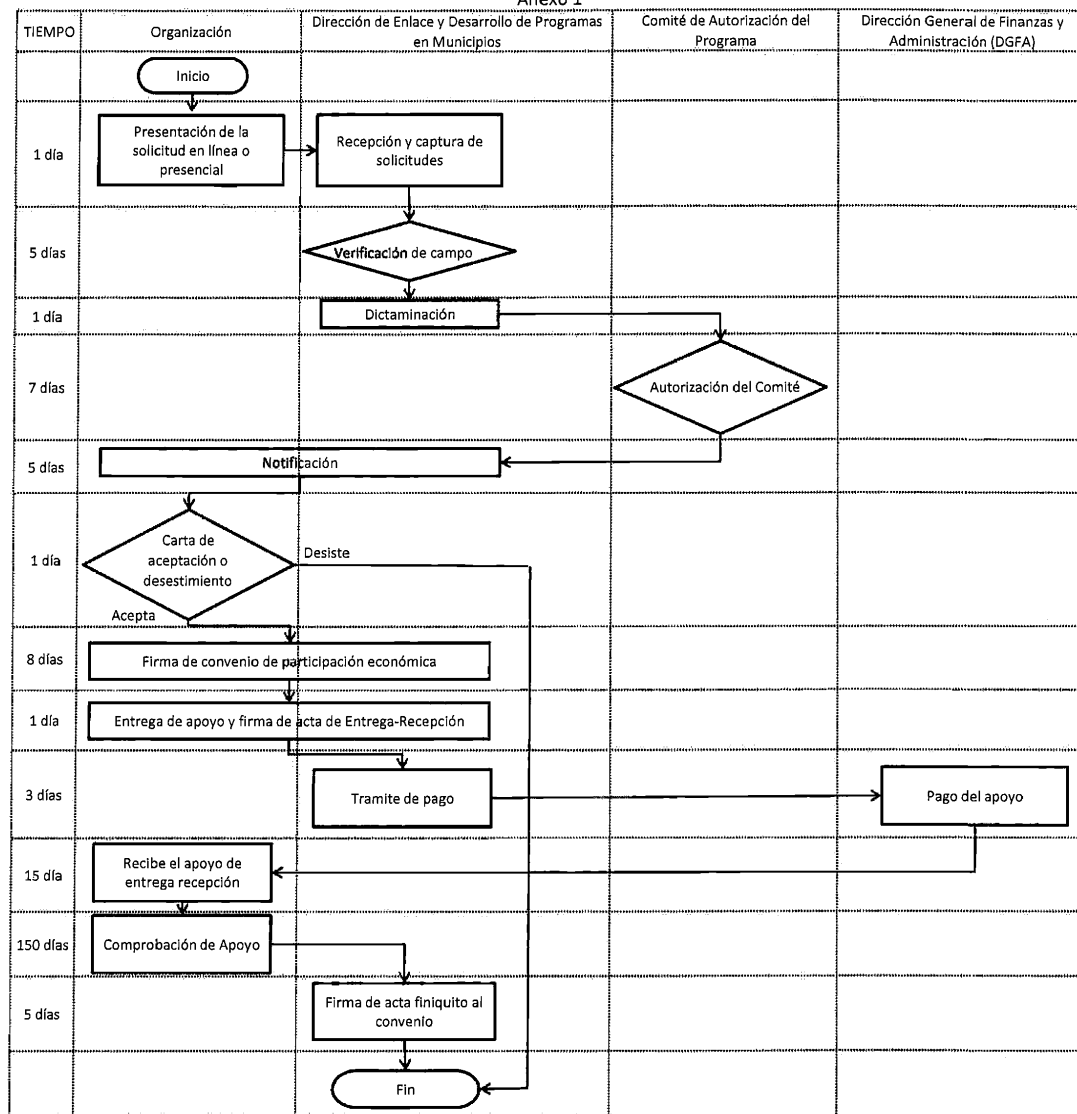 Anexo 1
TIEMPO
Organización
Dirección de Enlace y Desarrollo de Programas
en Municipios
Comité de Autorización del
Programa
Dirección General de Finanzas y
Administración (DGFA)
Inicio
1 día
Presentación de la
solicitud en línea o
presencial
Recepción y captura de
solicitudes
5 días
Verificación de campo
1 día
Dictaminación
7 días
Autorización del Comité
5 días
Notificación
1 día
Carta de
aceptación o
desestimiento
Desiste
Acepta
8 días
Firma de convenio de participación económica
1 día
Entrega de apoyo y firma de acta de Entrega-Recepción
3 días
Tramite de pago
Pago del apoyo
15 día
Recibe el apoyo de
entrega recepción
150 días
Comprobación de Apoyo
5 días
Firma de acta finiquito al
convenio
Fin